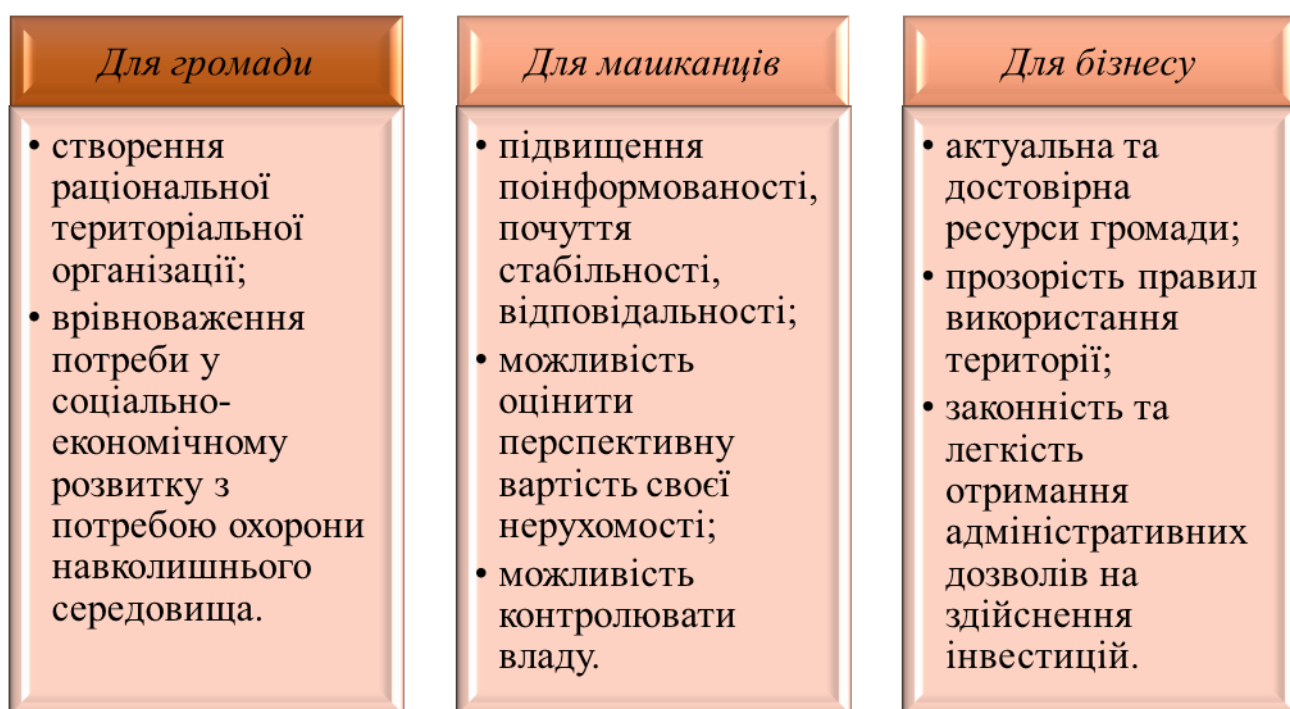 Для громади
• створення
раціональної
територіальної
організації;
• врівноваження
потреби у
соціально-
економічному
розвитку з
потребою охорони
навколишнього
середовища.
Для машканців
• підвищення
поінформованості,
почуття
стабільності,
відповідальності;
• можливість
оцінити
перспективну
вартість своєї
нерухомості;
• можливість
контролювати
владу.
Для бізнесу
• актуальна та
достовірна
ресурси громади;
• прозорість правил
використання
території;
• законність та
легкість
отримання
адміністративних
дозволів на
здійснення
інвестицій.